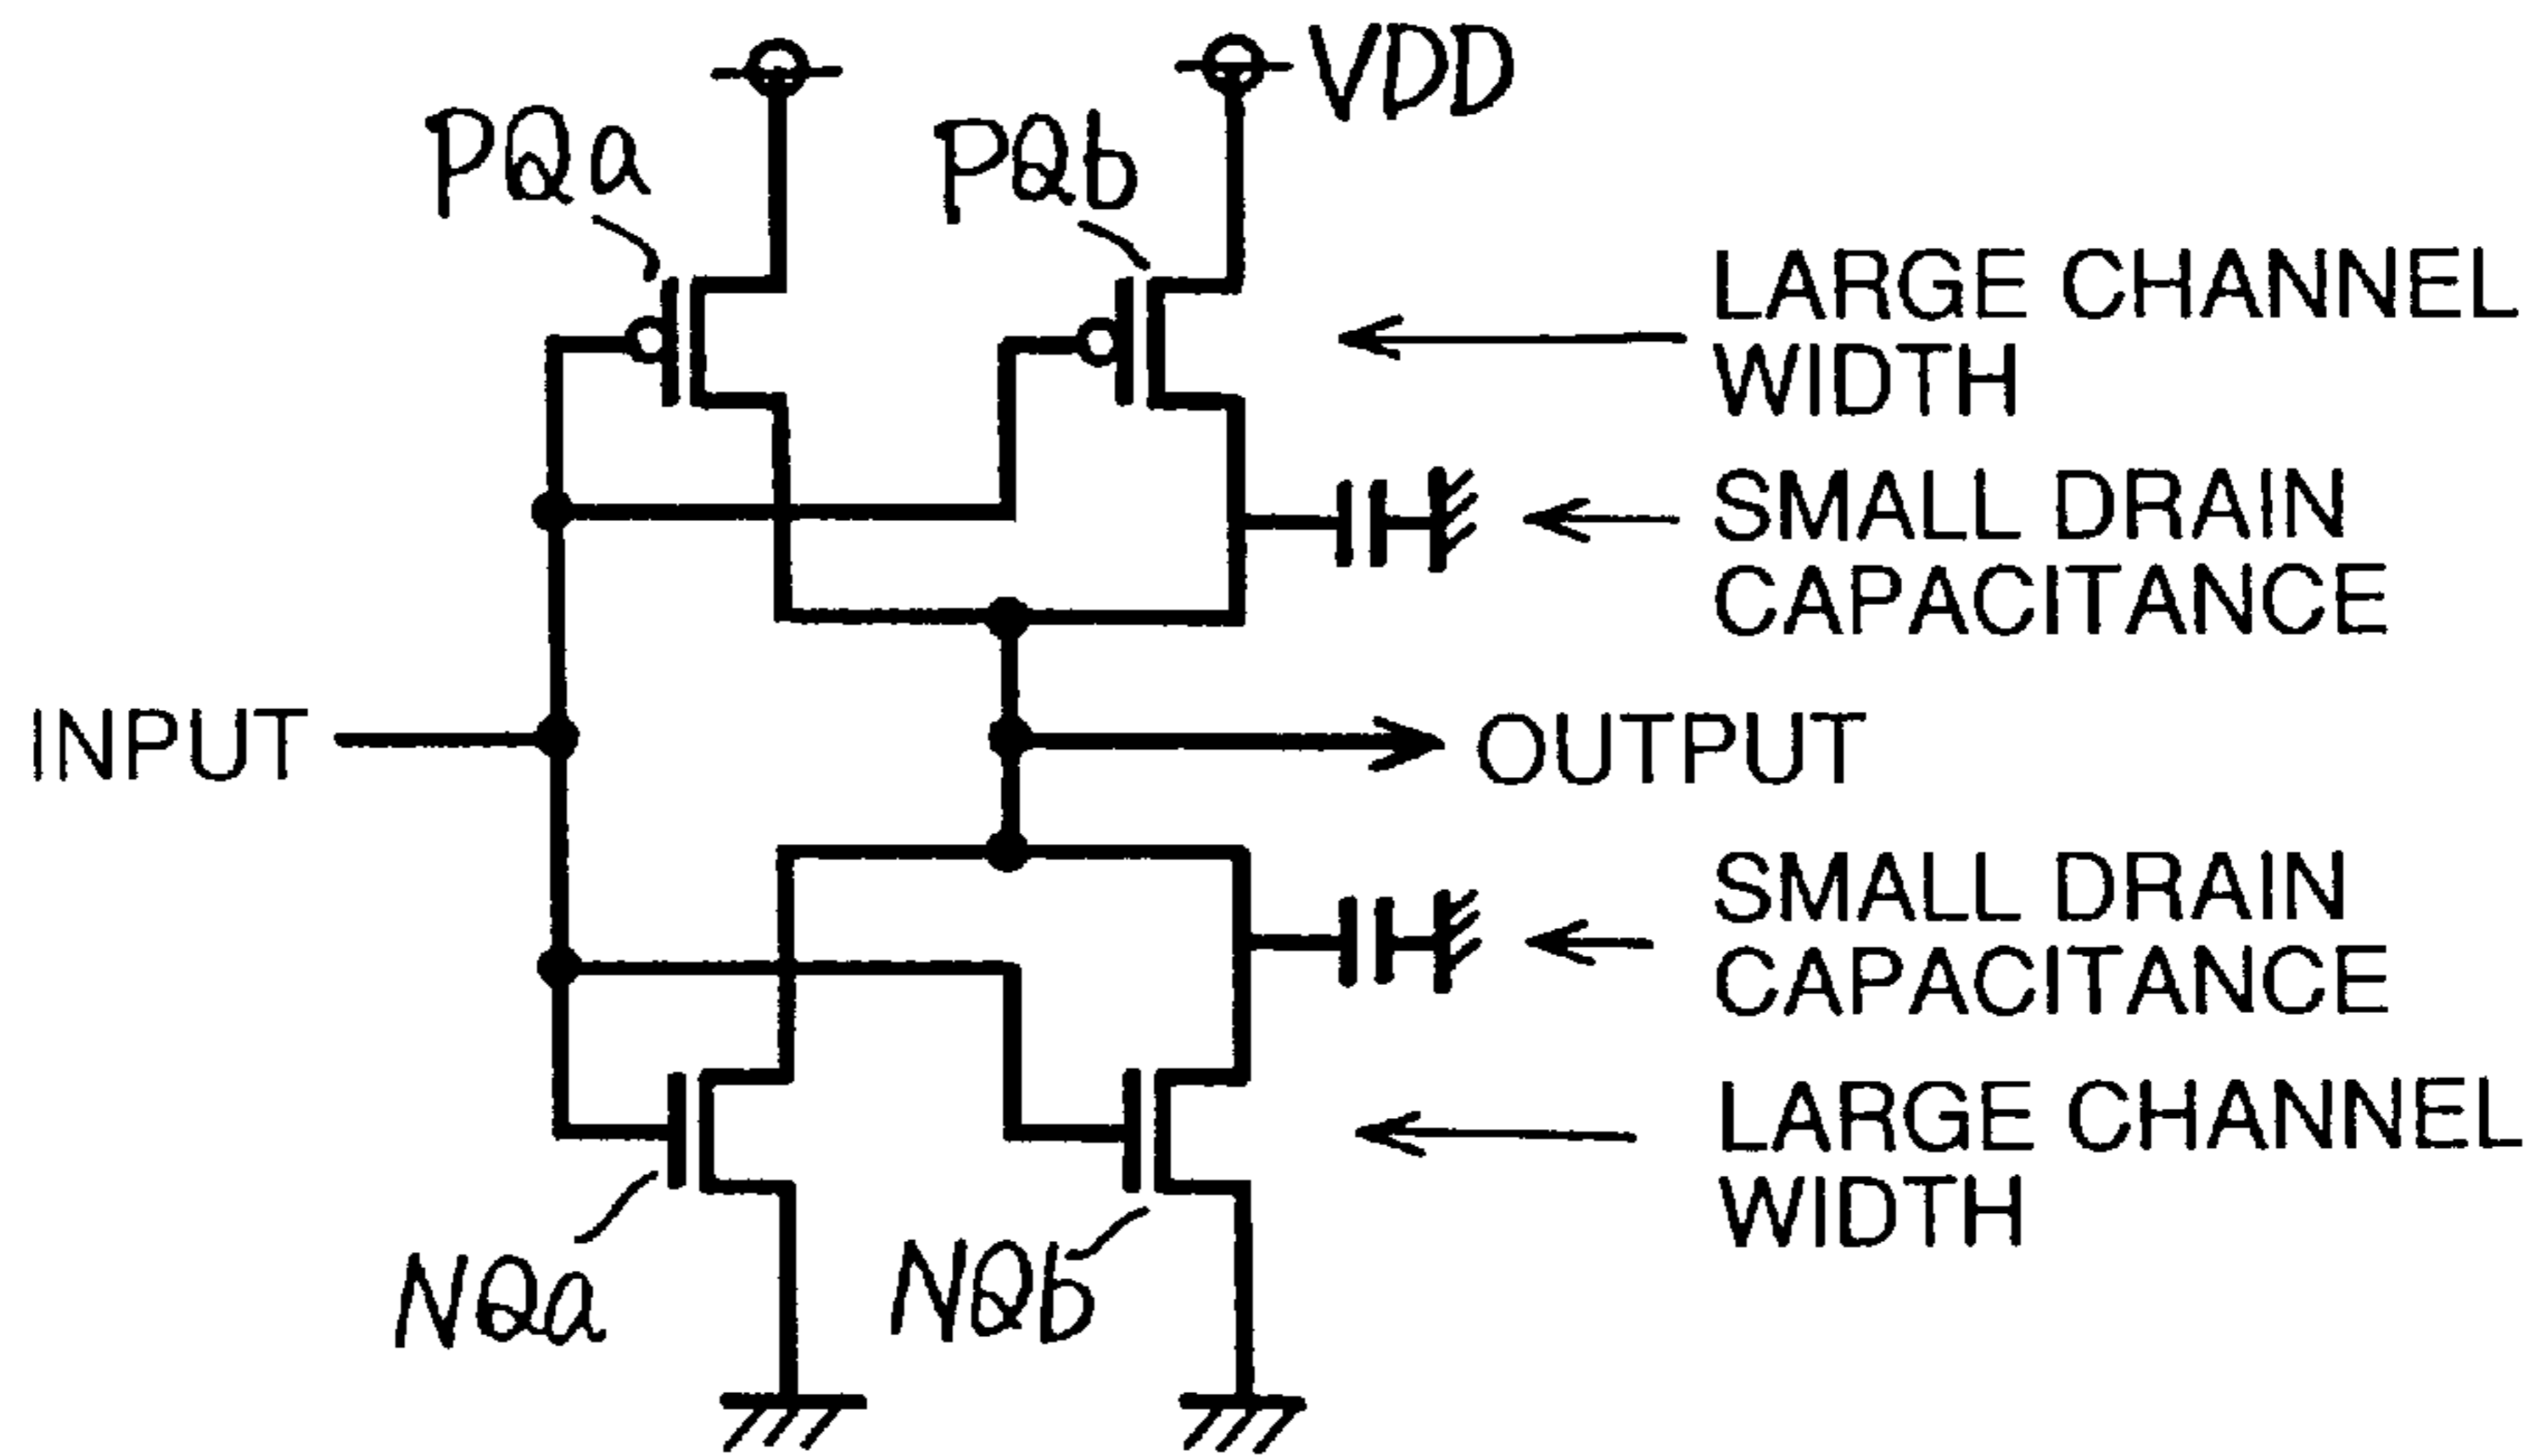 VDD
PQa
PQb
LARGE CHANNEL
WIDTH
SMALL DRAIN
CAPACITANCE
INPUT
OUTPUT
SMALL DRAIN
CAPACITANCE
LARGE CHANNEL
WIDTH
NQa
NQb